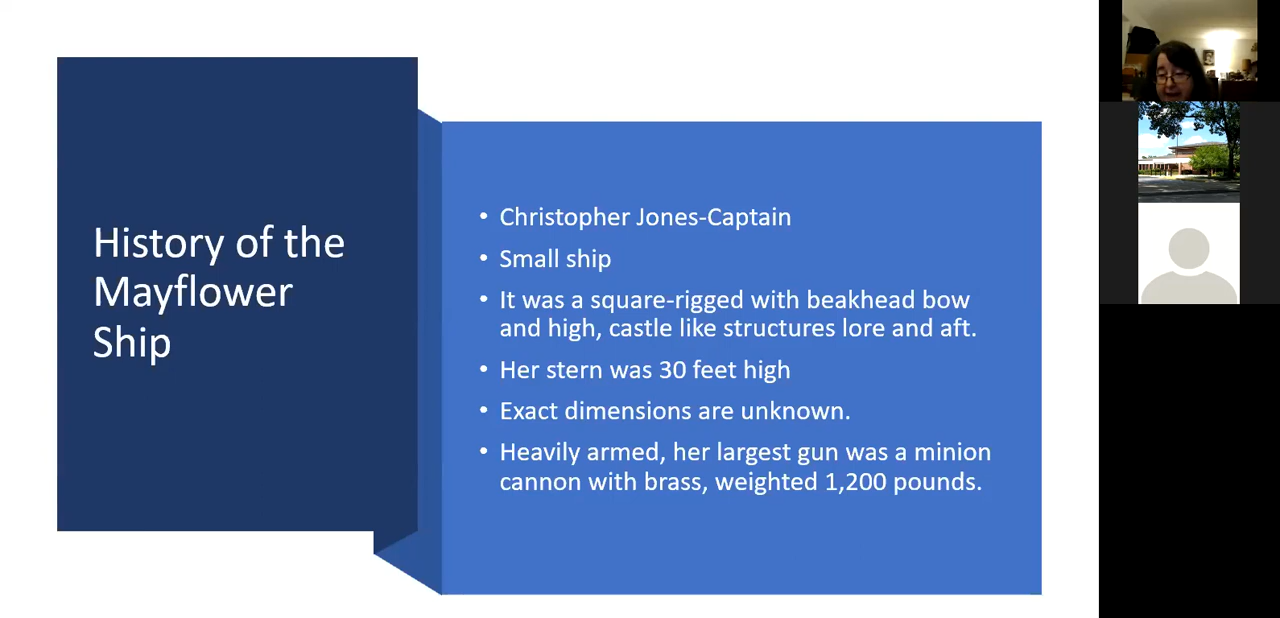 History of the
Mayflower
Ship
• Christopher Jones-Captain
• Small ship
• It was a square-rigged with beakhead bow
and high, castle like structures lore and aft.
• Her stern was 30 feet high
• Exact dimensions are unknown.
• Heavily armed, her largest gun was a minion
cannon with brass, weighted 1,200 pounds.